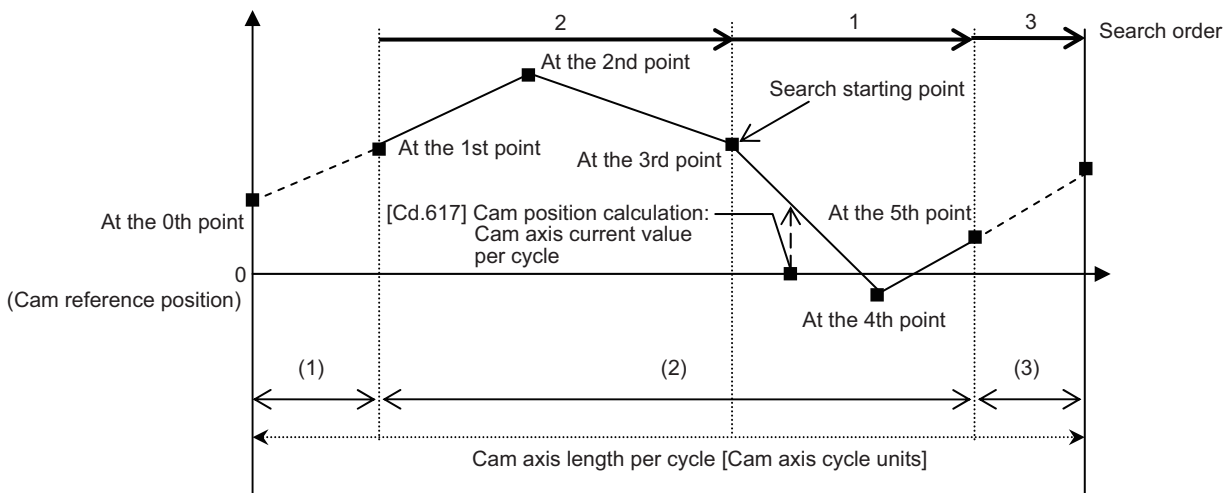 2
1
3
Search order
At the 2nd point
Search starting point
At the 1st point
At the 3rd point
At the 0th point
[Cd.617] Cam position calculation:
Cam axis current value
per cycle
At the 5th point
0
(Cam reference position)
At the 4th point
(1)
(2)
(3)
Cam axis length per cycle [Cam axis cycle units]